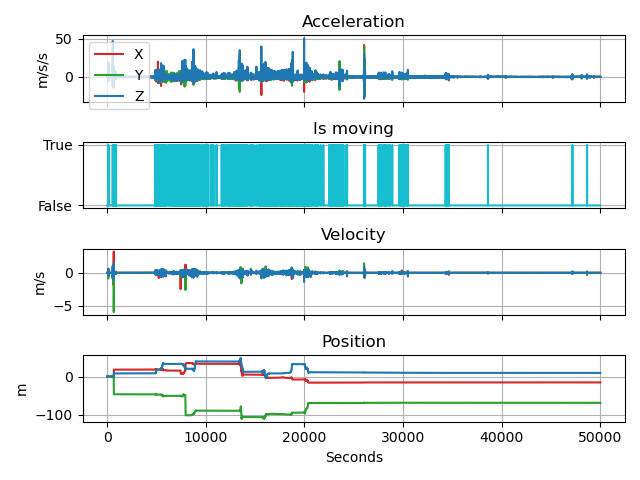 Acceleration
50
0
m/s/s
X
Y
Z
Is moving
True
False
Velocity
0
−5
m/s
Position
0
−100
m
0 10000 20000 30000 40000 50000
Seconds